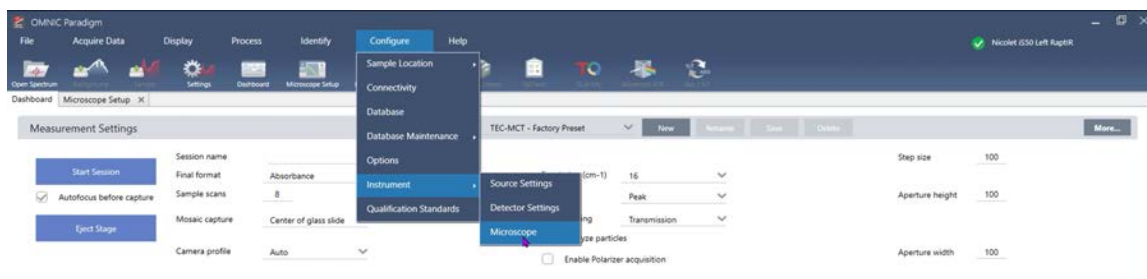 OMNIC Paradigm
File Acquire Data Display Process Identify Configure Help
Nicolet iS50 Left RaptIR
Open Spectrum Settings Dashboard Microscope Setup
Sample Location
Connectivity
Database
Database Maintenance
Options
Instrument
Qualification Standards
Source Settings
Detector Settings
Microscope
Dashboard Microscope Setup X
Measurement Settings TEC-MCT - Factory Preset New Rename Save Delete More...
Start Session
Autofocus before capture
Eject Stage
Session name
Final format Absorbance
Sample scans 8
Mosaic capture Center of glass slide
Camera profile Auto
(cm-1) 16
Peak
Transmission
particles
Enable Polarizer acquisition
Step size 100
Aperture height 100
Aperture width 100